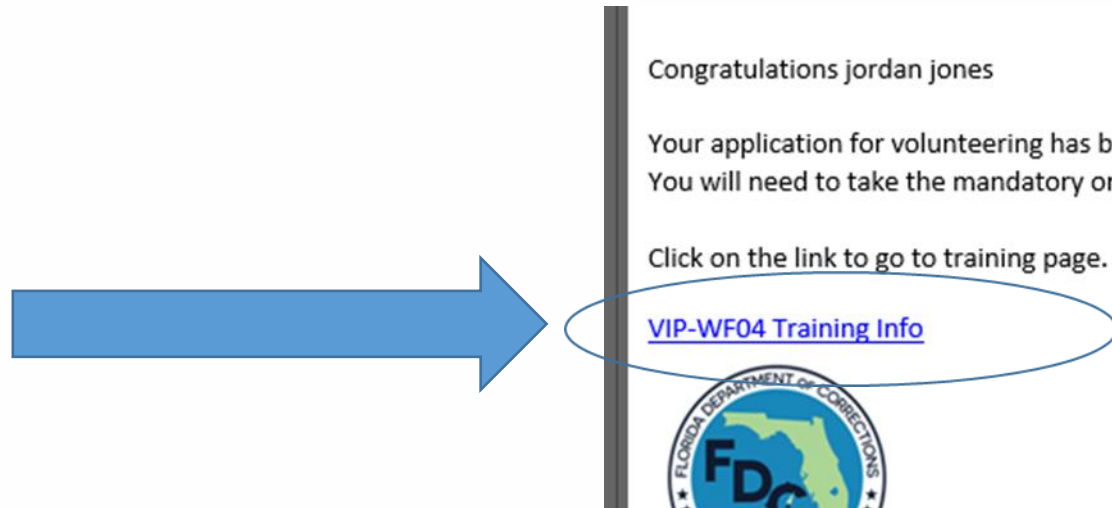 Congratulations jordan jones
Your application for volunteering has
You will need to take the mandatory
Click on the link to go to training page.
VIP-WF04 Training Info
FLORIDA DEPARTMENT OF CORRECTIONS
FDC